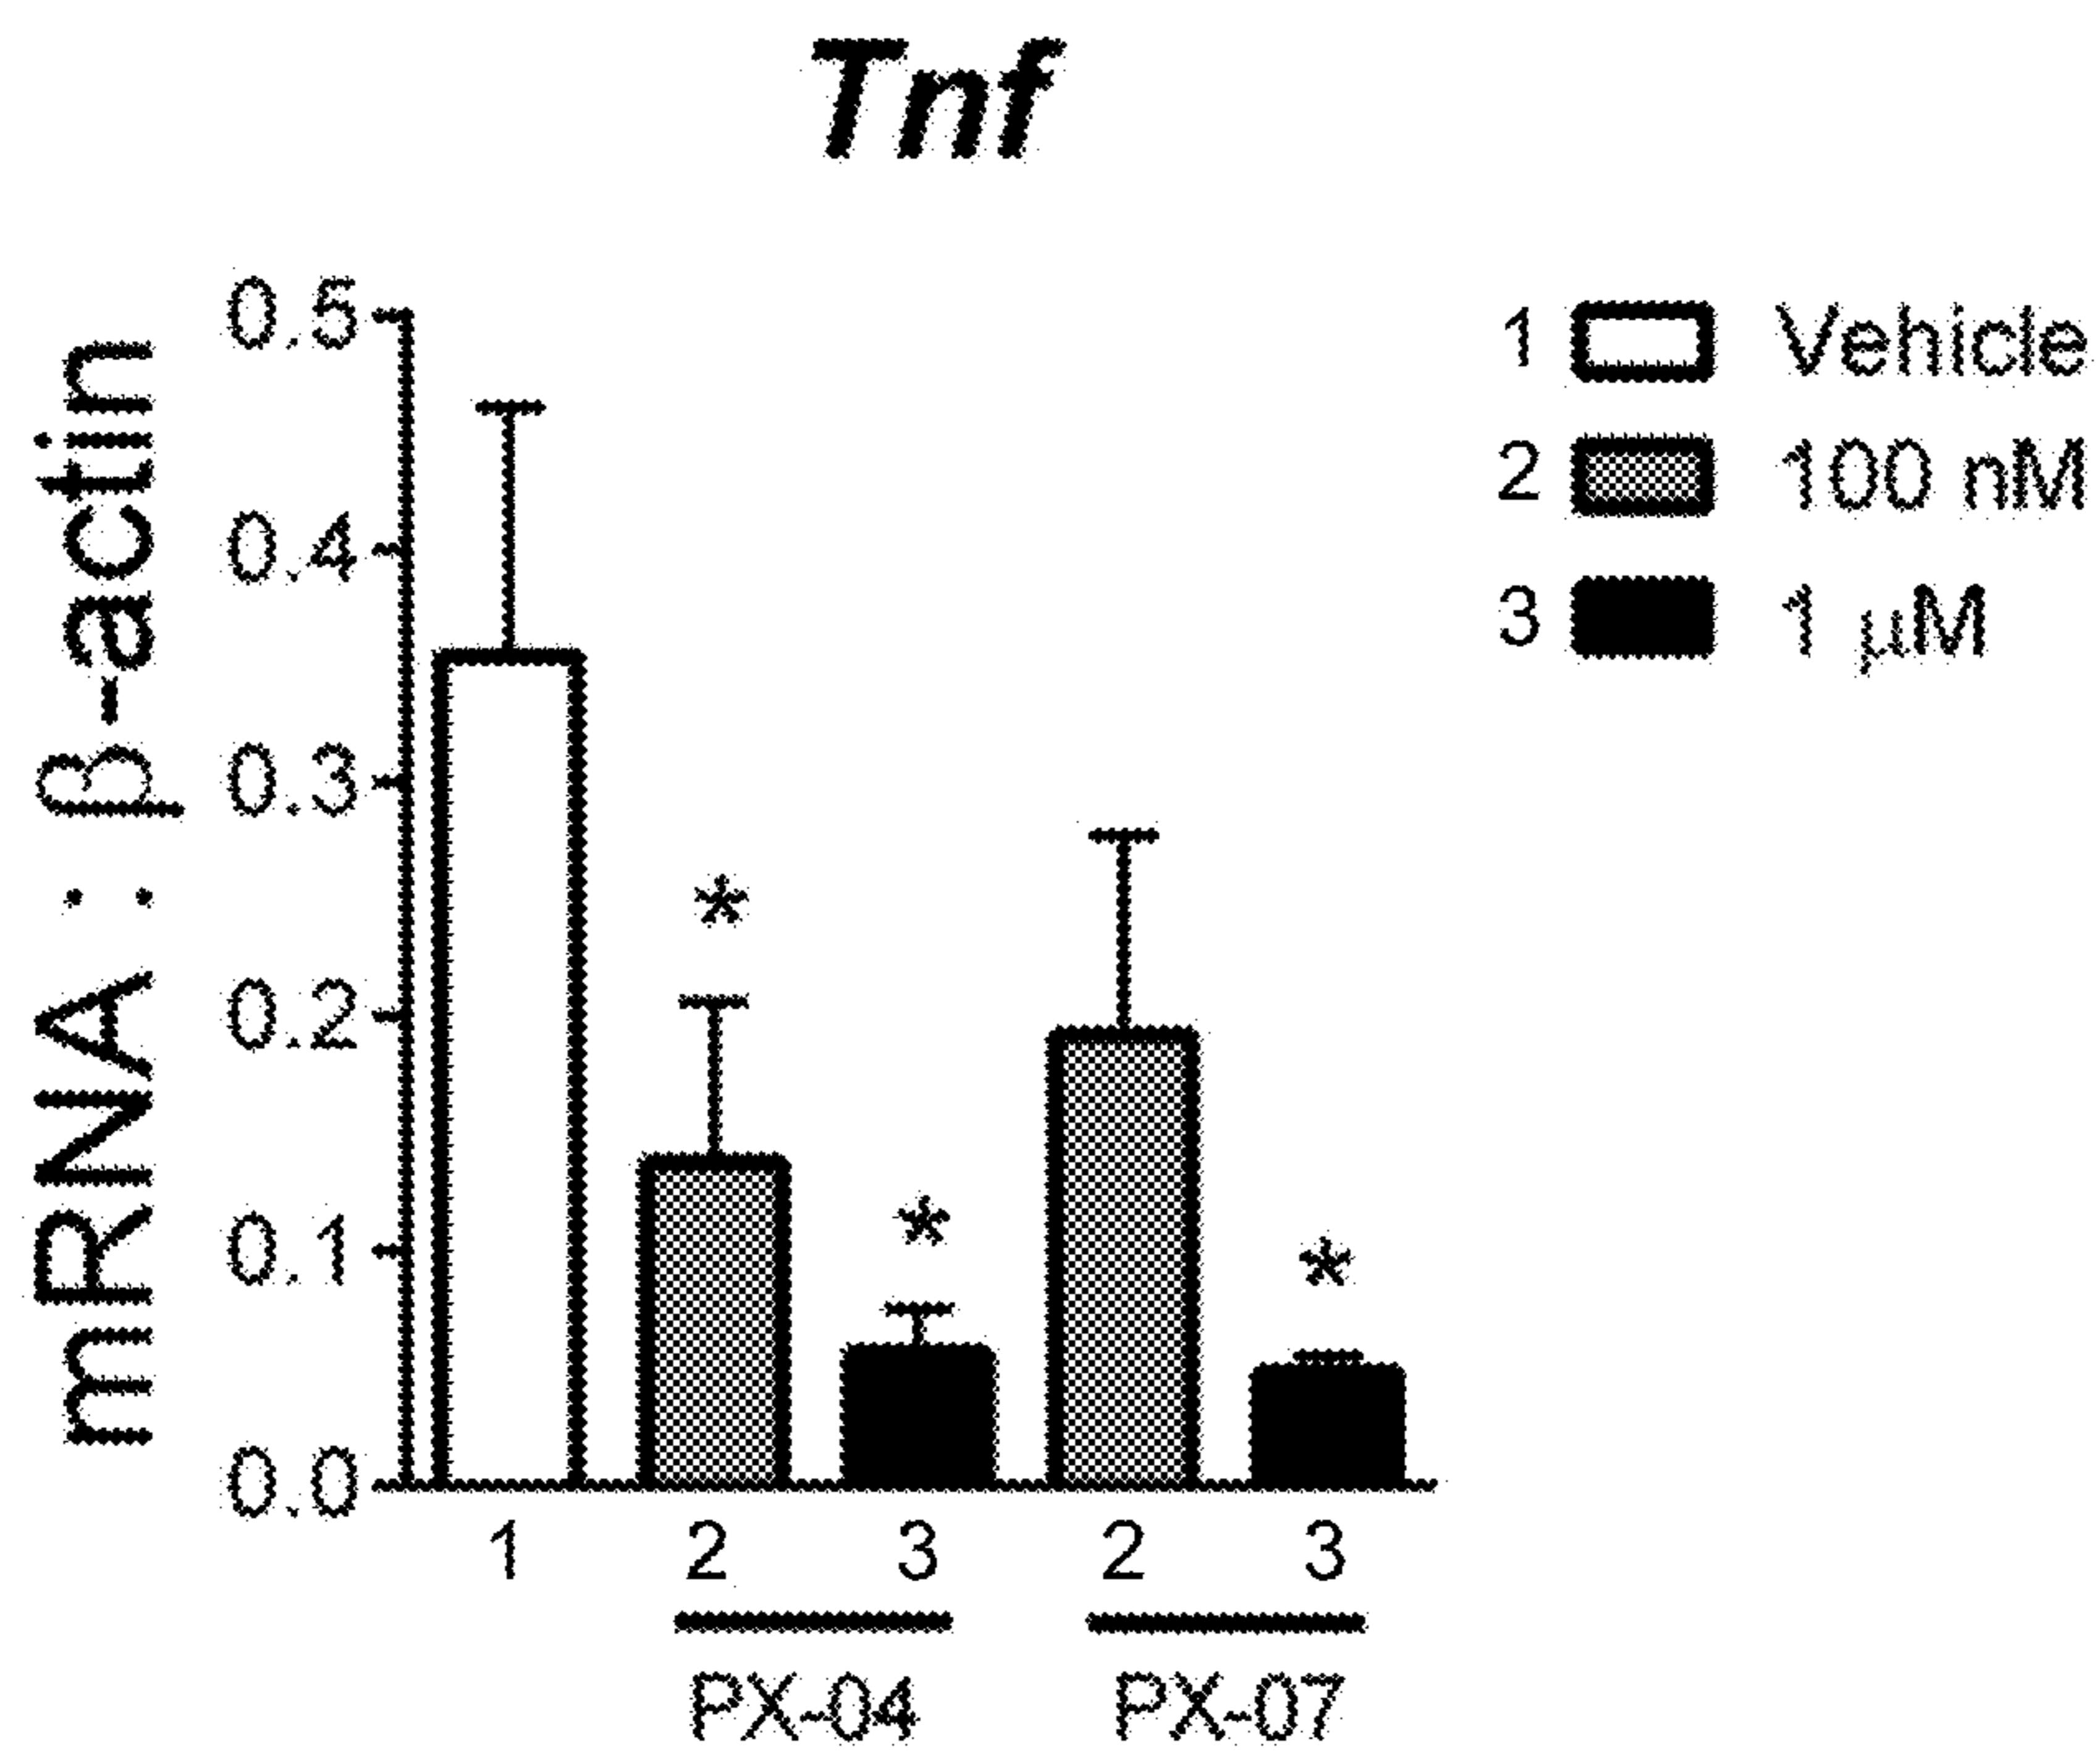 Tnf
mRNA : β-actin
0.5
0.4
0.3
0.2
0.1
0.0
1 Vehicle
2 100 nM
3 1 μM
*
*
*
1 2 3 2 3
PX-04 PX-07